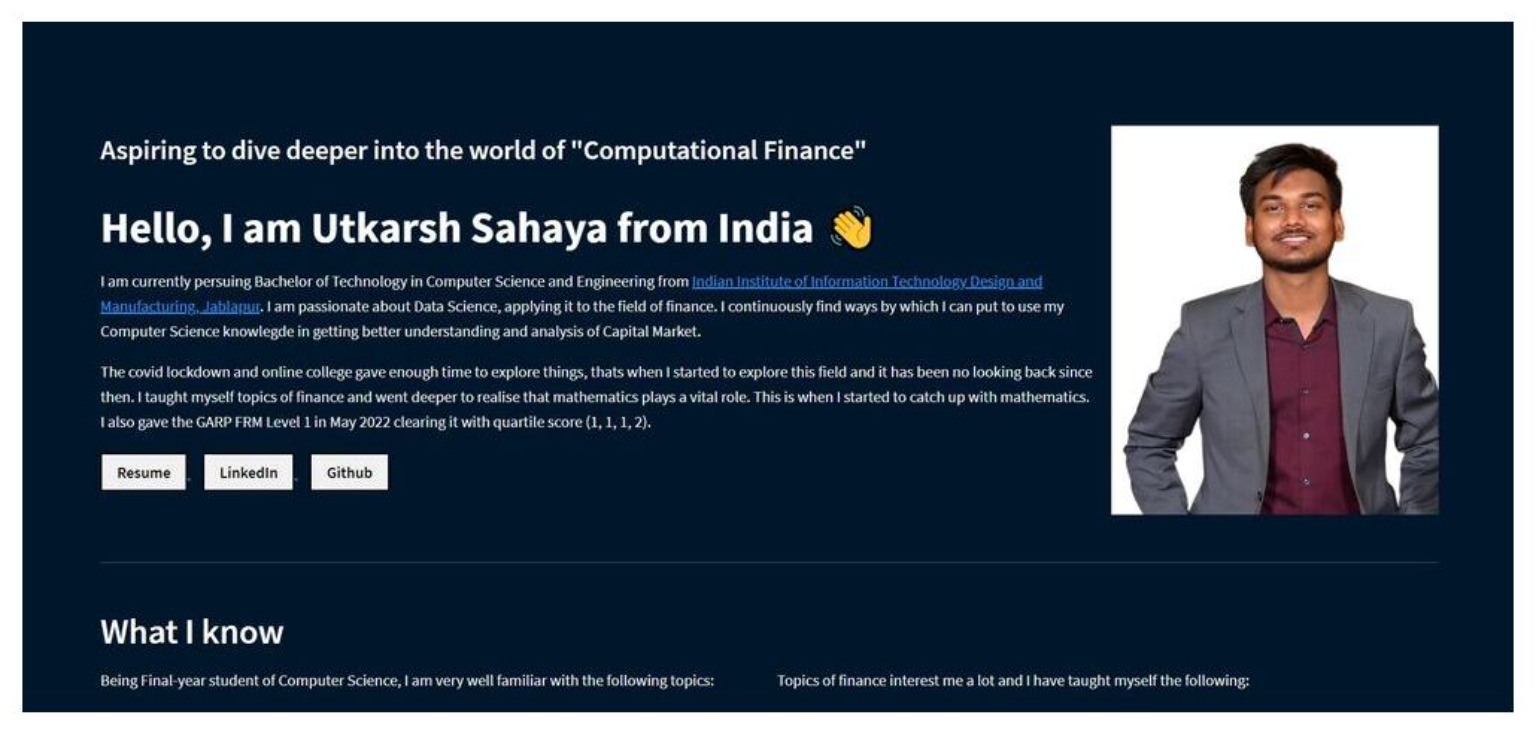 Aspiring to dive deeper into the world of "Computational Finance"
Hello, I am Utkarsh Sahaya from India 👋
I am currently persuing Bachelor of Technology in Computer Science and Engineering from Indian Institute of Information Technology Design and
Manufacturing, Jablapur. I am passionate about Data Science, applying it to the field of finance. I continuously find ways by which I can put to use my
Computer Science knowlegde in getting better understanding and analysis of Capital Market.
The covid lockdown and online college gave enough time to explore things, thats when I started to explore this field and it has been no looking back since
then. I taught myself topics of finance and went deeper to realise that mathematics plays a vital role. This is when I started to catch up with mathematics.
I also gave the GARP FRM Level 1 in May 2022 clearing it with quartile score (1, 1, 1, 2).
Resume LinkedIn Github
What I know
Being Final-year student of Computer Science, I am very well familiar with the following topics:
Topics of finance interest me a lot and I have taught myself the following: